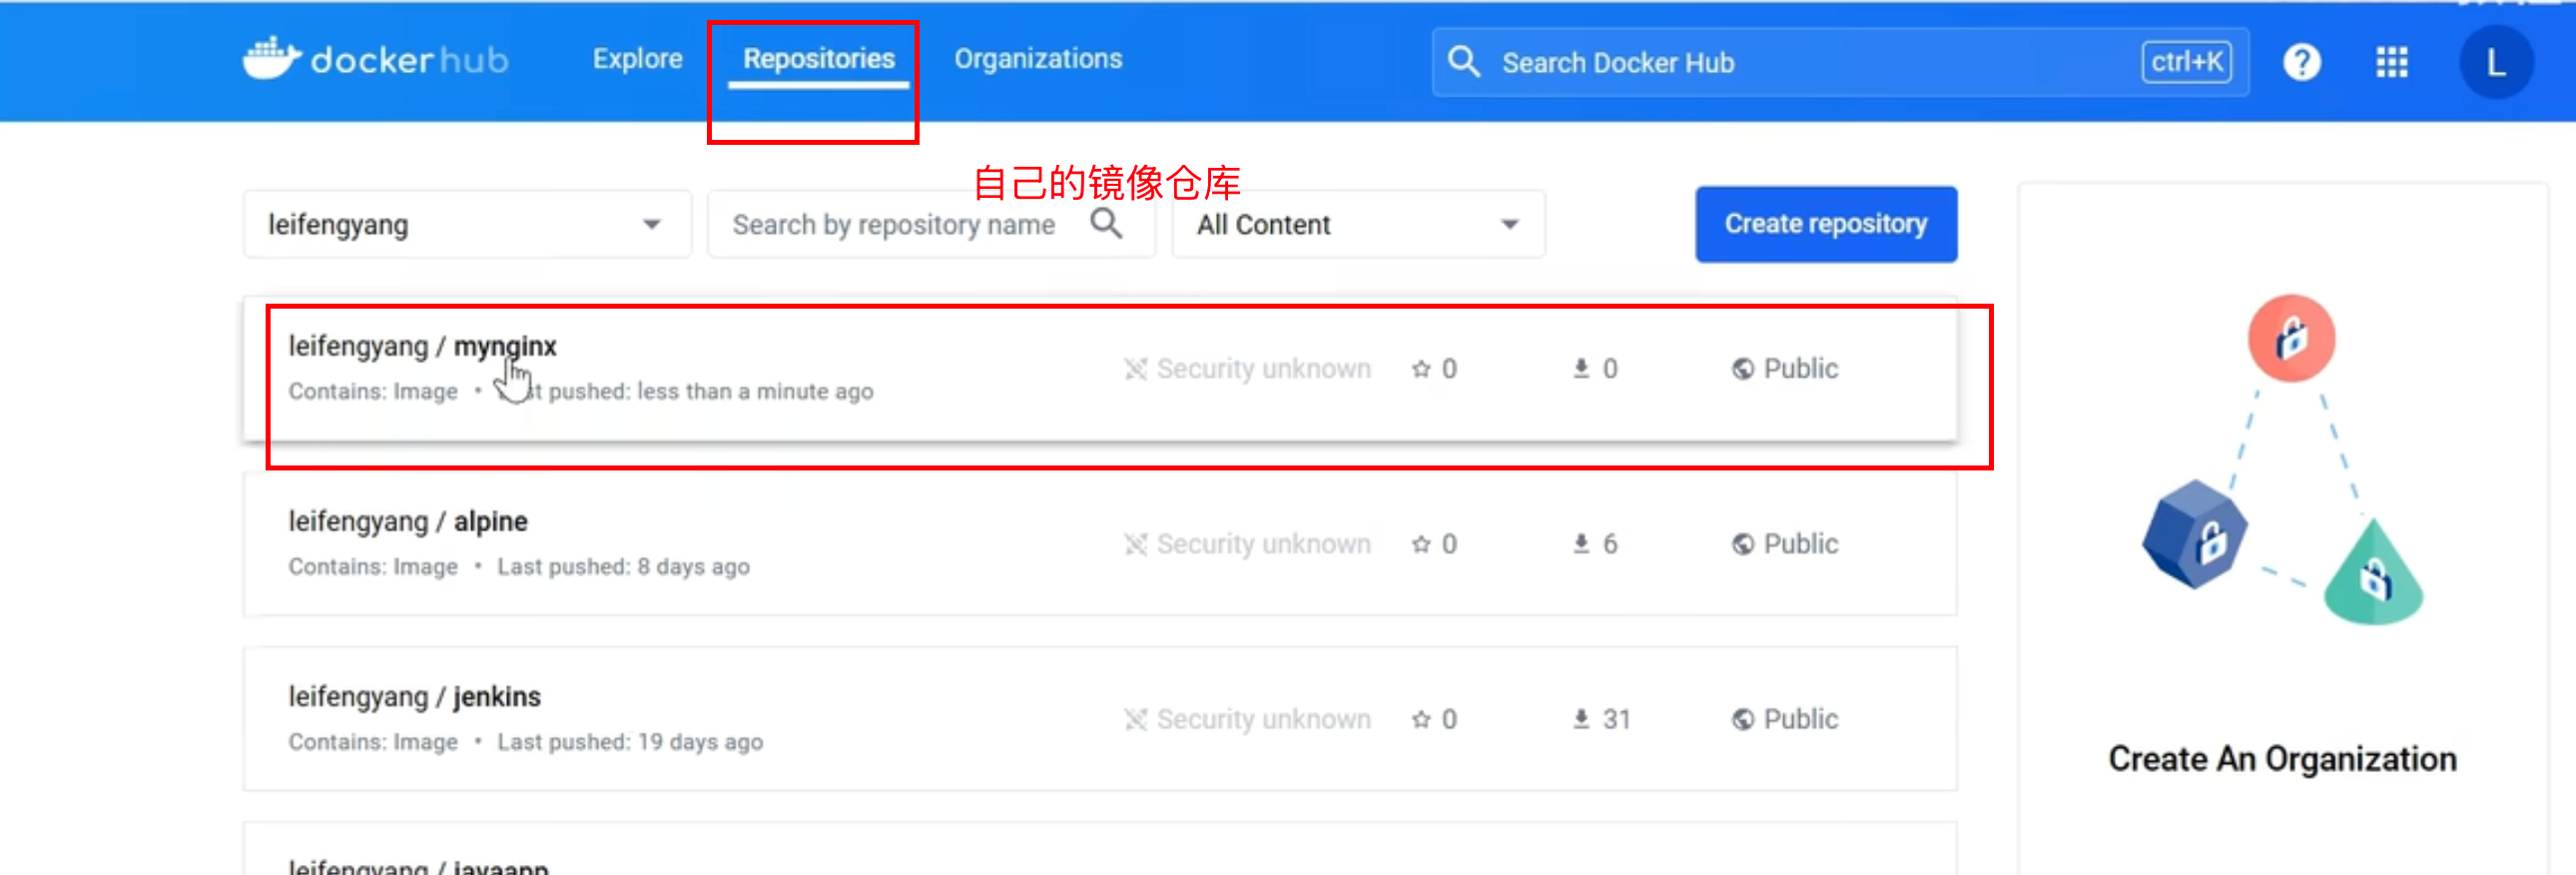 dockerhub
Explore
Repositories
Organizations
Search Docker Hub
ctrl+K
?
L
自己的镜像仓库
leifengyang
Search by repository name
All Content
Create repository
leifengyang / mynginx
Contains: Image • st pushed: less than a minute ago
Security unknown
0
0
Public
leifengyang / alpine
Contains: Image • Last pushed: 8 days ago
Security unknown
0
6
Public
leifengyang / jenkins
Contains: Image • Last pushed: 19 days ago
Security unknown
0
31
Public
leifengyang / javaapp
Create An Organization